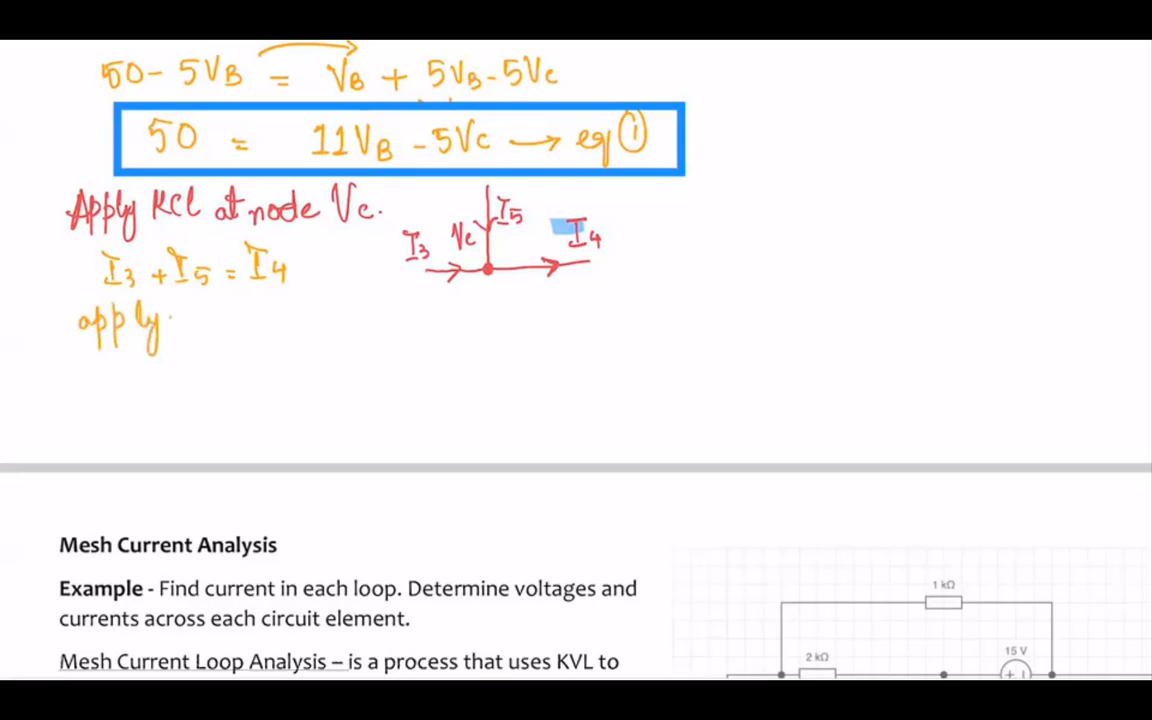 50 - 5VB = VB + 5VB - 5Vc
50 = 11VB - 5Vc → eq ①
Apply KCL at node Vc.
I3 Vc I5 I4
I3 + I5 = I4
apply
Mesh Current Analysis
Example - Find current in each loop. Determine voltages and
currents across each circuit element.
Mesh Current Loop Analysis – is a process that uses KVL to
1 kΩ
2 kΩ
15 V
+ I